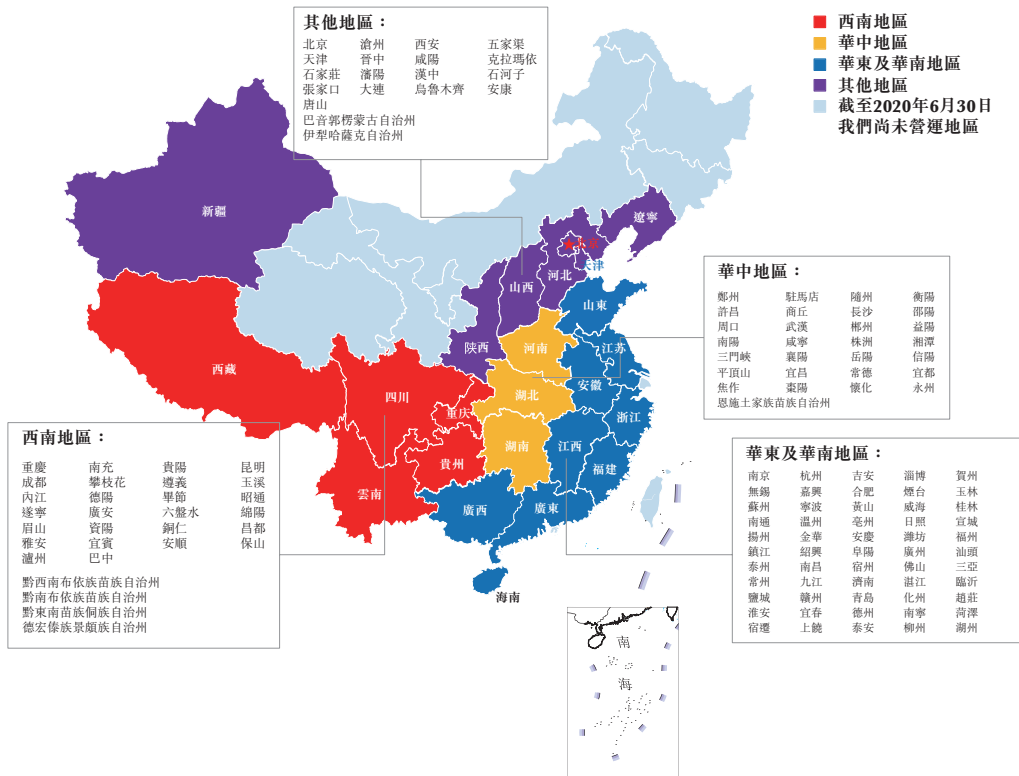 其他地區：
北京 滄州 西安 五家渠
天津 晉中 咸陽 克拉瑪依
石家莊 瀋陽 漢中 石河子
張家口 大連 烏魯木齊 安康
唐山
巴音郭楞蒙古自治州
伊犁哈薩克自治州
西南地區
華中地區
華東及華南地區
其他地區
截至2020年6月30日
我們尚未營運地區
新疆
遼寧
北京
天津
河北
山西
山東
陝西
河南
江苏
西藏
四川
安徽
湖北
重庆
浙江
湖南
江西
貴州
福建
雲南
廣西
廣東
海南
華中地區：
鄭州 駐馬店 隨州 衡陽
許昌 商丘 長沙 邵陽
周口 武漢 郴州 益陽
南陽 咸寧 株洲 湘潭
三門峽 襄陽 岳陽 信陽
平頂山 宜昌 常德 宜都
焦作 棗陽 懷化 永州
恩施土家族苗族自治州
西南地區：
重慶 南充 貴陽 昆明
成都 攀枝花 遵義 玉溪
內江 德陽 畢節 昭通
遂寧 廣安 六盤水 綿陽
眉山 資陽 銅仁 昌都
雅安 宜賓 安順 保山
瀘州 巴中
黔西南布依族苗族自治州
黔南布依族苗族自治州
黔東南苗族侗族自治州
德宏傣族景頗族自治州
華東及華南地區：
南京 杭州 吉安 淄博 賀州
無錫 嘉興 合肥 煙台 玉林
蘇州 寧波 黃山 威海 桂林
南通 溫州 亳州 日照 宣城
揚州 金華 安慶 濰坊 福州
鎮江 紹興 阜陽 廣州 汕頭
泰州 南昌 宿州 佛山 三亞
常州 九江 濟南 湛江 臨沂
鹽城 贛州 青島 化州 趙莊
淮安 宜春 德州 南寧 菏澤
宿遷 上饒 泰安 柳州 湖州
南
海